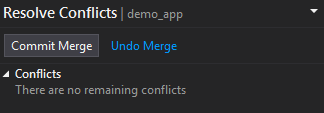 Resolve Conflicts | demo_app
Commit Merge Undo Merge
Conflicts
There are no remaining conflicts